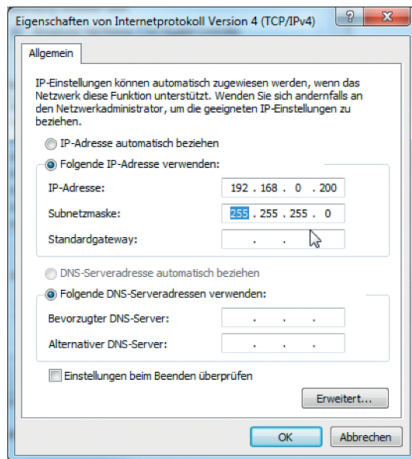 Eigenschaften von Internetprotokoll Version 4 (TCP/IPv4)
Allgemein
IP-Einstellungen können automatisch zugewiesen werden, wenn das
Netzwerk diese Funktion unterstützt. Wenden Sie sich andernfalls an
den Netzwerkadministrator, um die geeigneten IP-Einstellungen zu
beziehen.
IP-Adresse automatisch beziehen
Folgende IP-Adresse verwenden:
IP-Adresse: 192 . 168 . 0 . 200
Subnetzmaske: 255 . 255 . 255 . 0
Standardgateway: . . .
DNS-Serveradresse automatisch beziehen
Folgende DNS-Serveradressen verwenden:
Bevorzugter DNS-Server: . . .
Alternativer DNS-Server: . . .
Einstellungen beim Beenden überprüfen
Erweitert...
OK Abbrechen